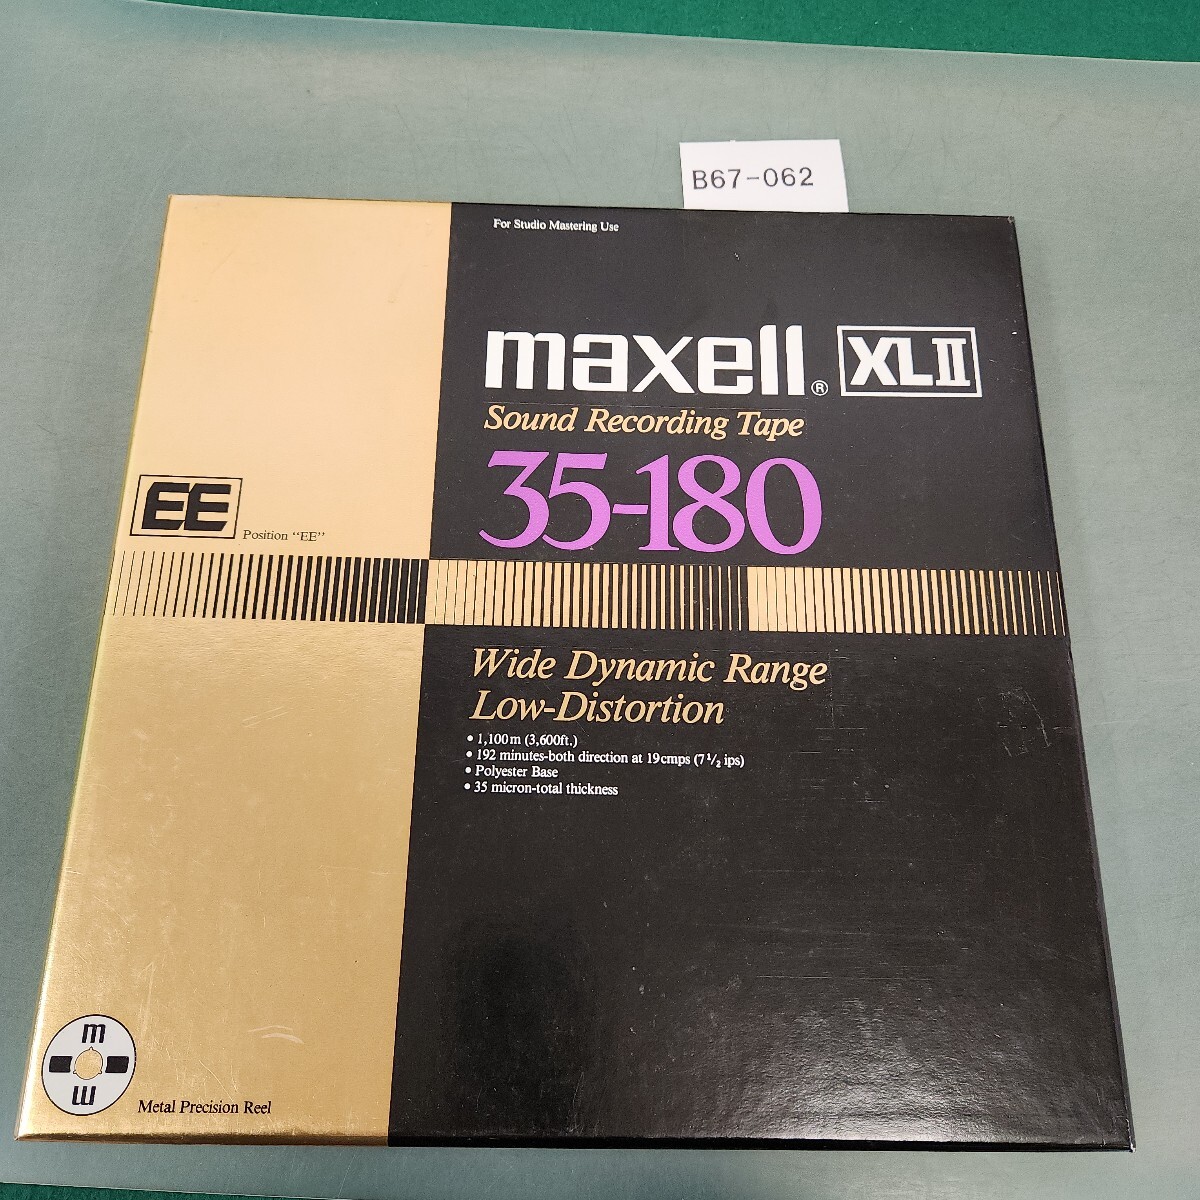 B67-062
For Studio Mastering Use
maxell® XLII
Sound Recording Tape
35-180
EE Position “EE”
Wide Dynamic Range
Low-Distortion
• 1,100m (3,600ft.)
• 192 minutes-both direction at 19cmps (7 1/2 ips)
• Polyester Base
• 35 micron-total thickness
m
m
Metal Precision Reel